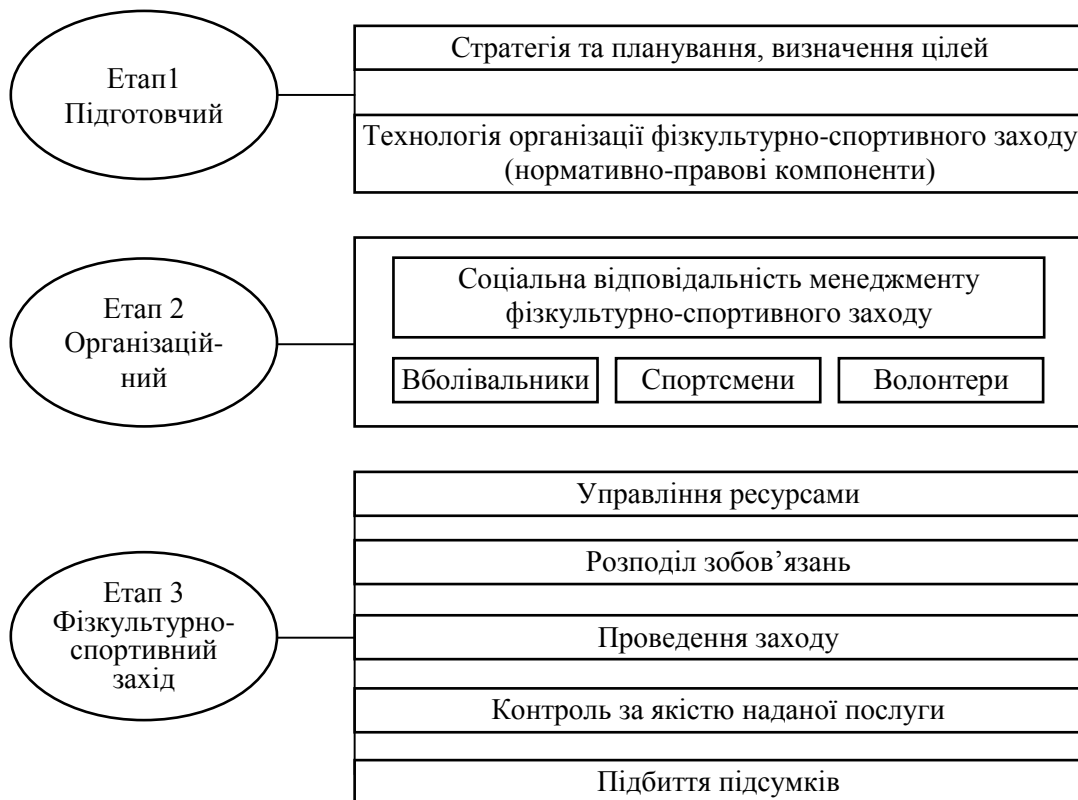 Етап1
Підготовчий
Стратегія та планування, визначення цілей
Технологія організації фізкультурно-спортивного заходу
(нормативно-правові компоненти)
Етап 2
Організацій-
ний
Соціальна відповідальність менеджменту
фізкультурно-спортивного заходу
Вболівальники
Спортсмени
Волонтери
Етап 3
Фізкультурно-
спортивний
захід
Управління ресурсами
Розподіл зобов’язань
Проведення заходу
Контроль за якістю наданої послуги
Підбиття підсумків